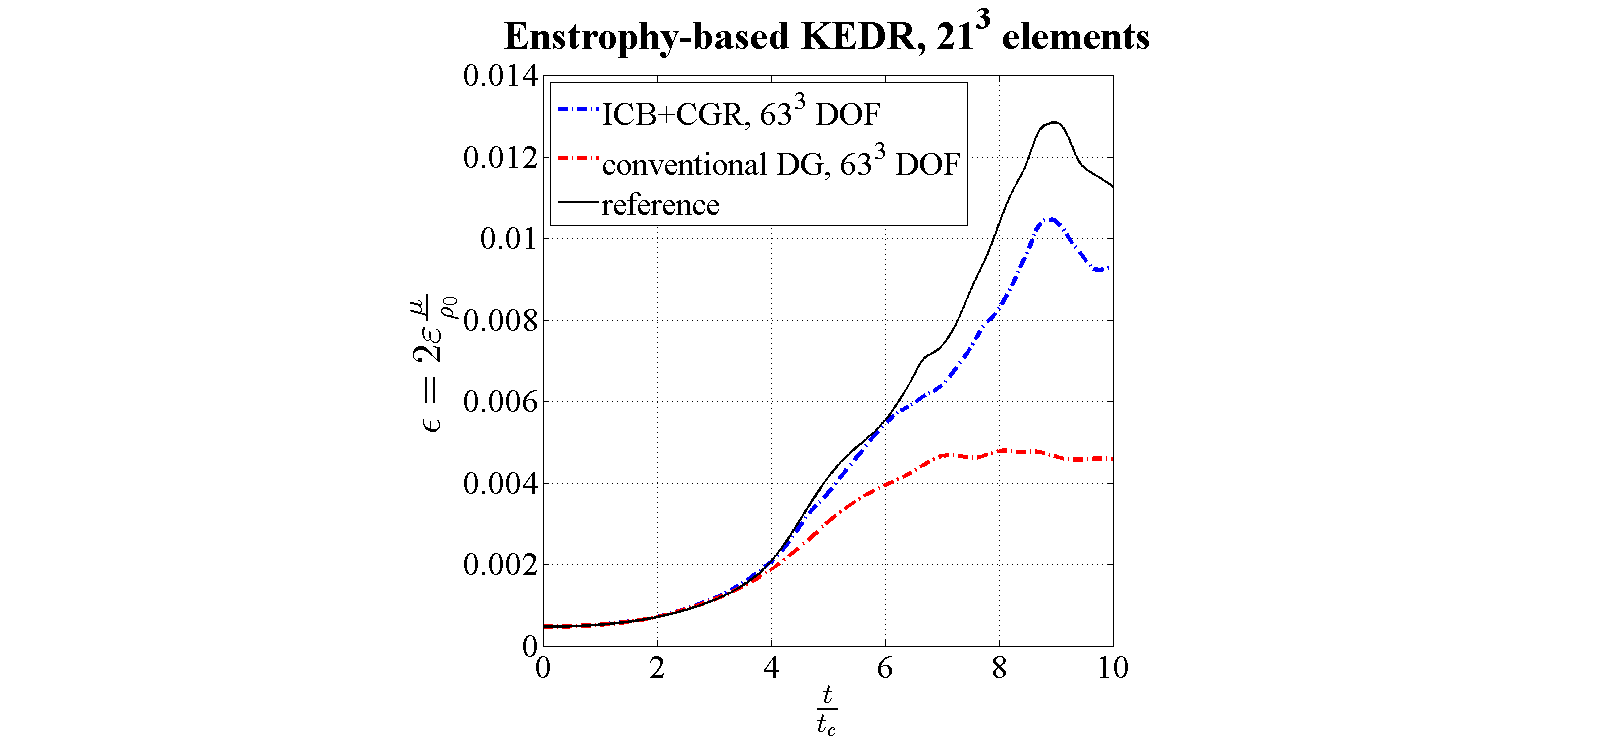 Enstrophy-based KEDR, 21³ elements
ICB+CGR, 63³ DOF
conventional DG, 63³ DOF
reference
0.014
0.012
0.01
0.008
0.006
0.004
0.002
0
ϵ = 2ε μ/ρ₀
0 2 4 6 8 10
t/t_c